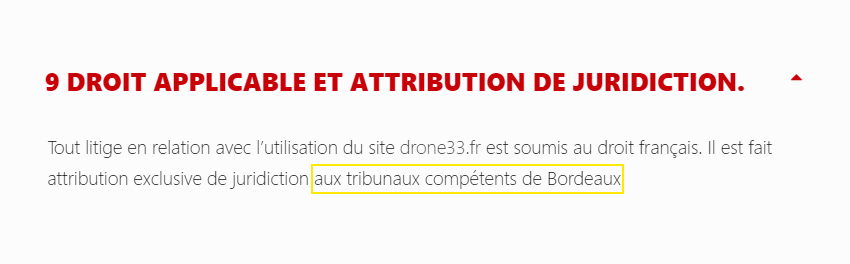 9 DROIT APPLICABLE ET ATTRIBUTION DE JURIDICTION.
Tout litige en relation avec l’utilisation du site drone33.fr est soumis au droit français. Il est fait
attribution exclusive de juridiction aux tribunaux compétents de Bordeaux